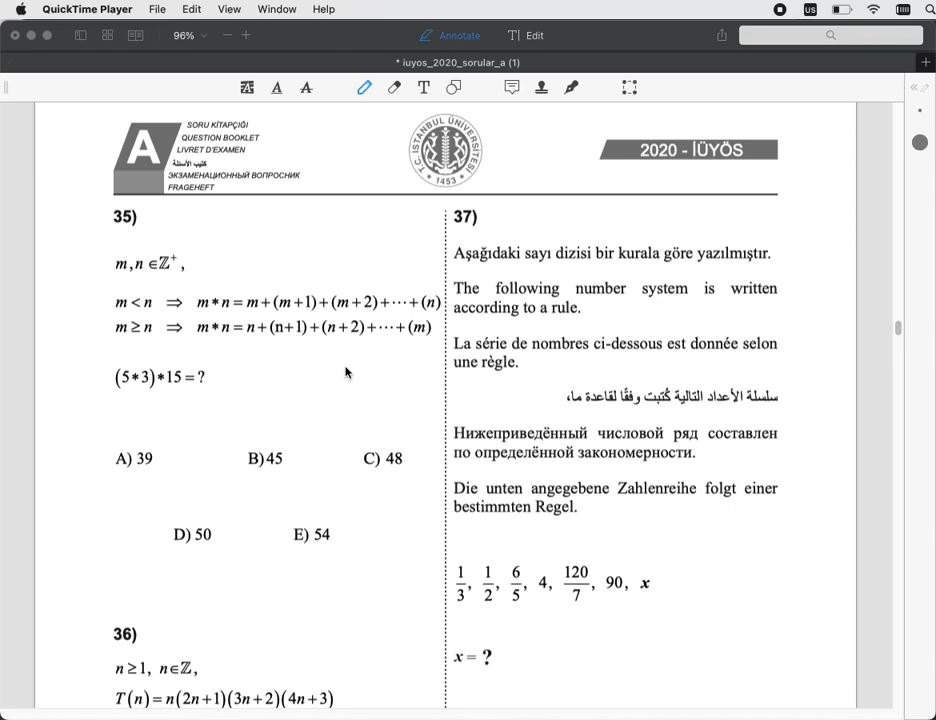 QuickTime Player File Edit View Window Help
US
96%
Annotate
T| Edit
* iuyos_2020_sorular_a (1)
A
SORU KİTAPÇIĞI
QUESTION BOOKLET
LIVRET D'EXAMEN
كتيب الأسئلة
ЭКЗАМЕНАЦИОННЫЙ ВОПРОСНИК
FRAGEHEFT
T.C. İSTANBUL ÜNİVERSİTESİ
* 1453 *
2020 - İÜYÖS
35)
m,n ∈ℤ⁺ ,
m < n ⇒ m * n = m + (m + 1) + (m + 2) + ··· + (n)
m ≥ n ⇒ m * n = n + (n+1) + (n + 2) + ··· + (m)
(5 * 3) * 15 = ?
A) 39 B)45 C) 48
D) 50 E) 54
36)
n ≥ 1, n∈ℤ,
T(n) = n(2n + 1)(3n + 2)(4n + 3)
37)
Aşağıdaki sayı dizisi bir kurala göre yazılmıştır.
The following number system is written
according to a rule.
La série de nombres ci-dessous est donnée selon
une règle.
سلسلة الأعداد التالية كُتبت وفقًا لقاعدة ما،
Нижеприведённый числовой ряд составлен
по определённой закономерности.
Die unten angegebene Zahlenreihe folgt einer
bestimmten Regel.
1/3, 1/2, 6/5, 4, 120/7, 90, x
x = ?